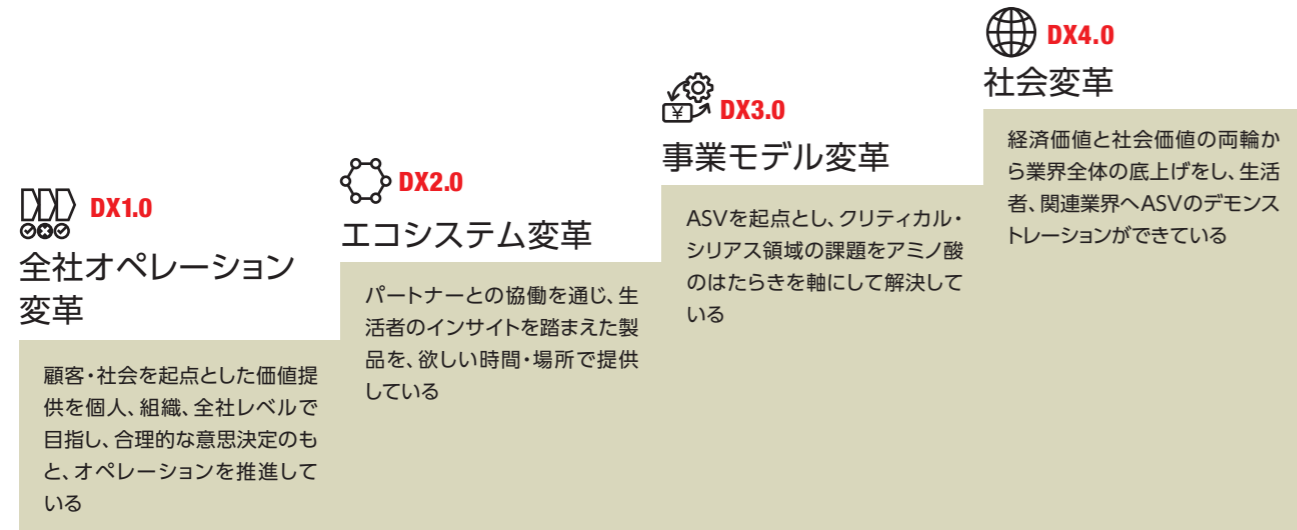 DX1.0
全社オペレーション
変革
顧客・社会を起点とした価値提
供を個人、組織、全社レベルで
目指し、合理的な意思決定のも
と、オペレーションを推進して
いる
DX2.0
エコシステム変革
パートナーとの協働を通じ、生
活者のインサイトを踏まえた製
品を、欲しい時間・場所で提供
している
¥
DX3.0
事業モデル変革
ASVを起点とし、クリティカル・
シリアス領域の課題をアミノ酸
のはたらきを軸にして解決して
いる
DX4.0
社会変革
経済価値と社会価値の両輪か
ら業界全体の底上げをし、生活
者、関連業界へASVのデモンス
トレーションができている